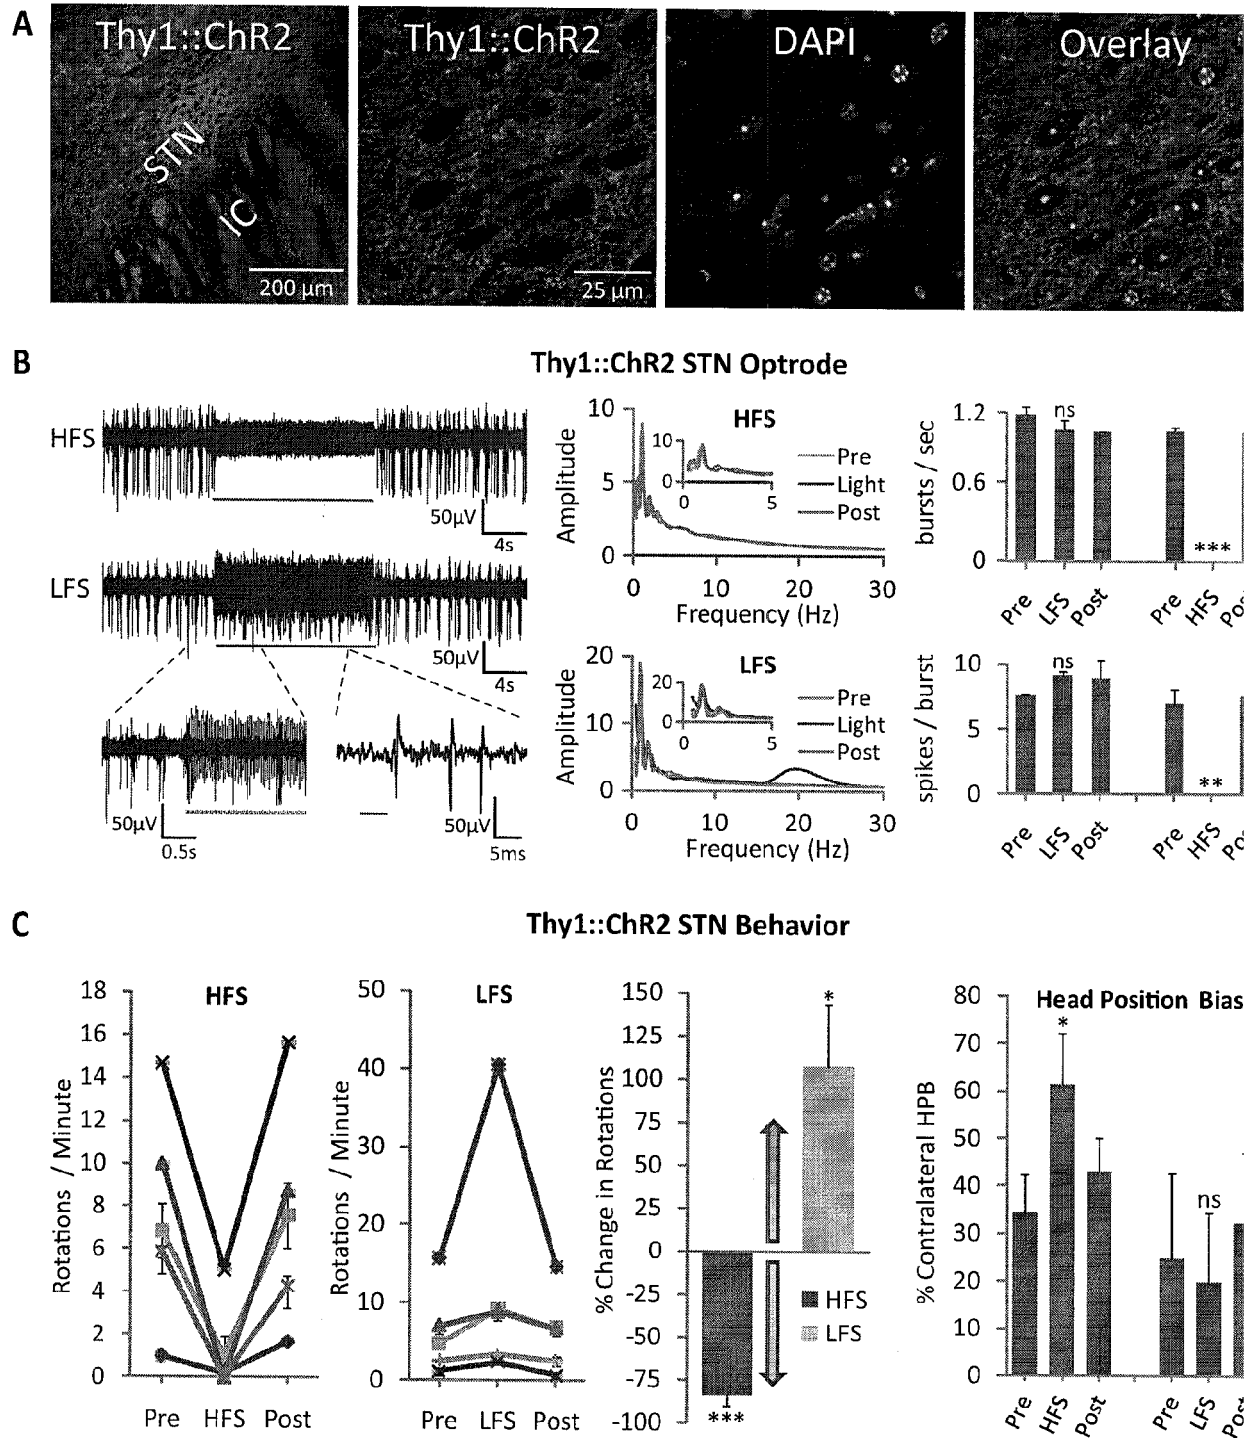 A
Thy1::ChR2
Thy1::ChR2
DAPI
Overlay
STN
IC
200 µm
25 µm
B
Thy1::ChR2 STN Optrode
HFS
50µV
4s
LFS
50µV
4s
50µV
0.5s
50µV
5ms
Amplitude
10
5
0
HFS
10
0
0
5
Pre
Light
Post
0
10
20
30
Frequency (Hz)
Amplitude
20
10
0
LFS
20
0
0
5
Pre
Light
Post
0
10
20
30
Frequency (Hz)
bursts / sec
1.2
0.6
0
ns
***
Pre
LFS
Post
Pre
HFS
spikes / burst
10
5
0
ns
**
Pre
LFS
Post
Pre
HFS
C
Thy1::ChR2 STN Behavior
Rotations / Minute
18
16
14
12
10
8
6
4
2
0
HFS
Pre
HFS
Post
Rotations / Minute
50
40
30
20
10
0
LFS
Pre
LFS
Post
% Change in Rotations
150
125
100
75
50
25
0
-25
-50
-75
-100
*
***
HFS
LFS
% Contralateral HPB
80
70
60
50
40
30
20
10
0
Head Position Bias
*
ns
Pre
HFS
Post
Pre
LFS